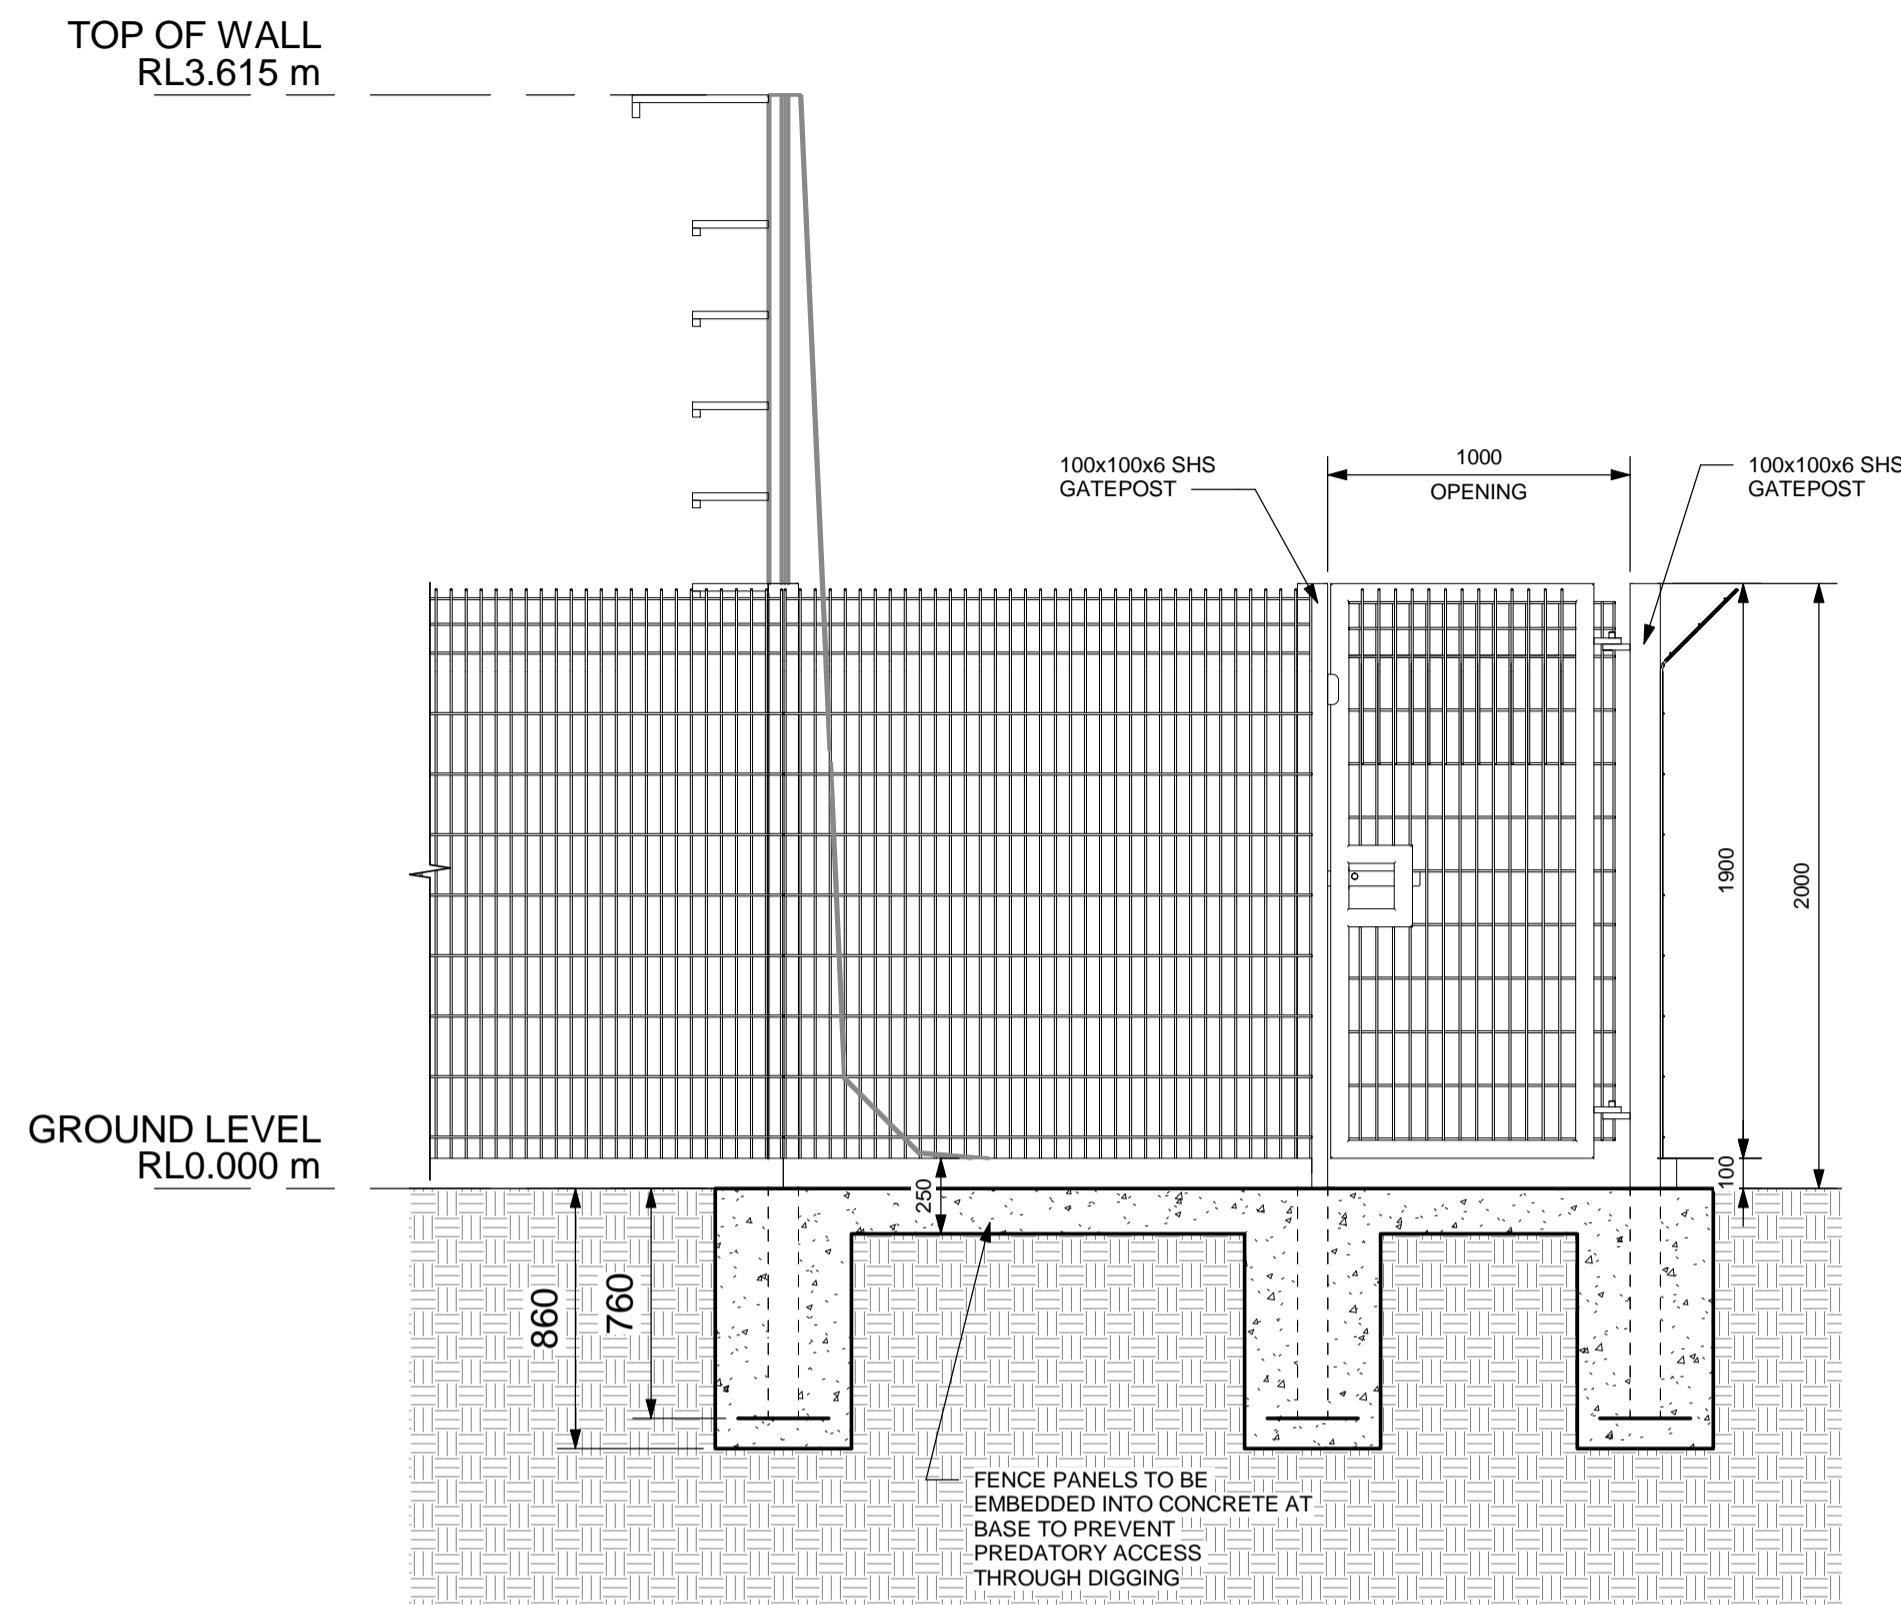 TOP OF WALL
RL3.615 m
100x100x6 SHS
GATEPOST
1000
OPENING
100x100x6 SHS
GATEPOST
1900
2000
GROUND LEVEL
RL0.000 m
100
250
860
760
FENCE PANELS TO BE
EMBEDDED INTO CONCRETE AT
BASE TO PREVENT
PREDATORY ACCESS
THROUGH DIGGING